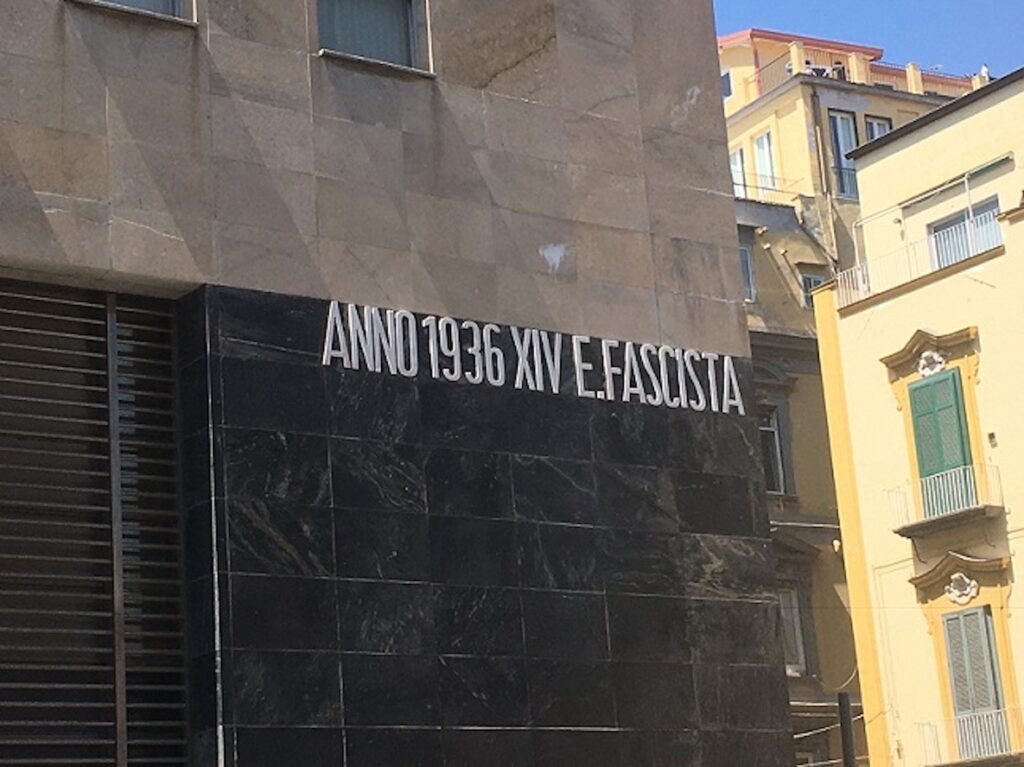 ANNO 1936 XIV E.FASCISTA